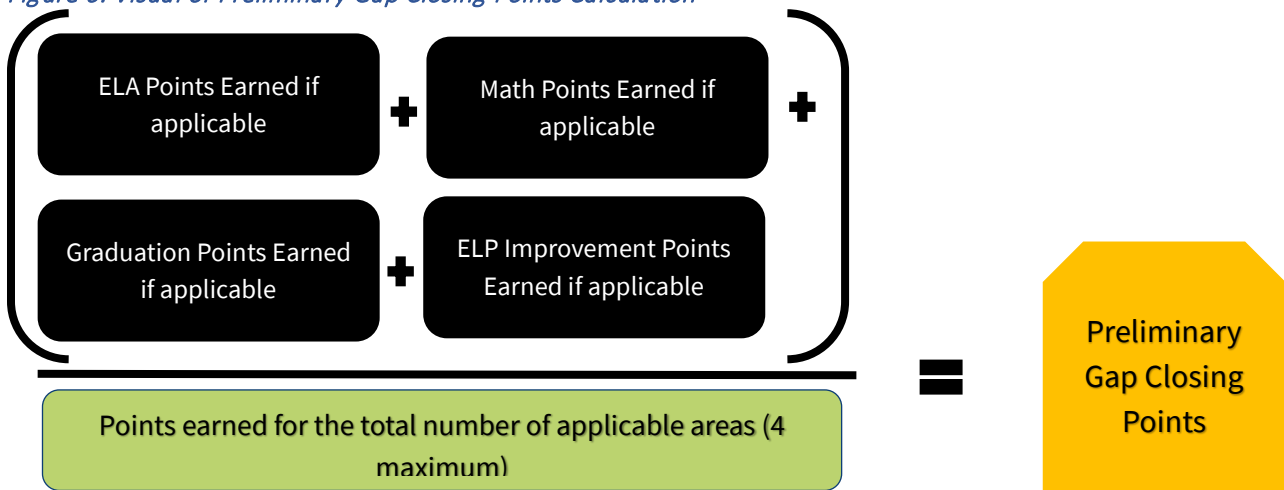 ELA Points Earned if
applicable
+
Math Points Earned if
applicable
+
Graduation Points Earned
if applicable
+
ELP Improvement Points
Earned if applicable
Points earned for the total number of applicable areas (4
maximum)
=
Preliminary
Gap Closing
Points